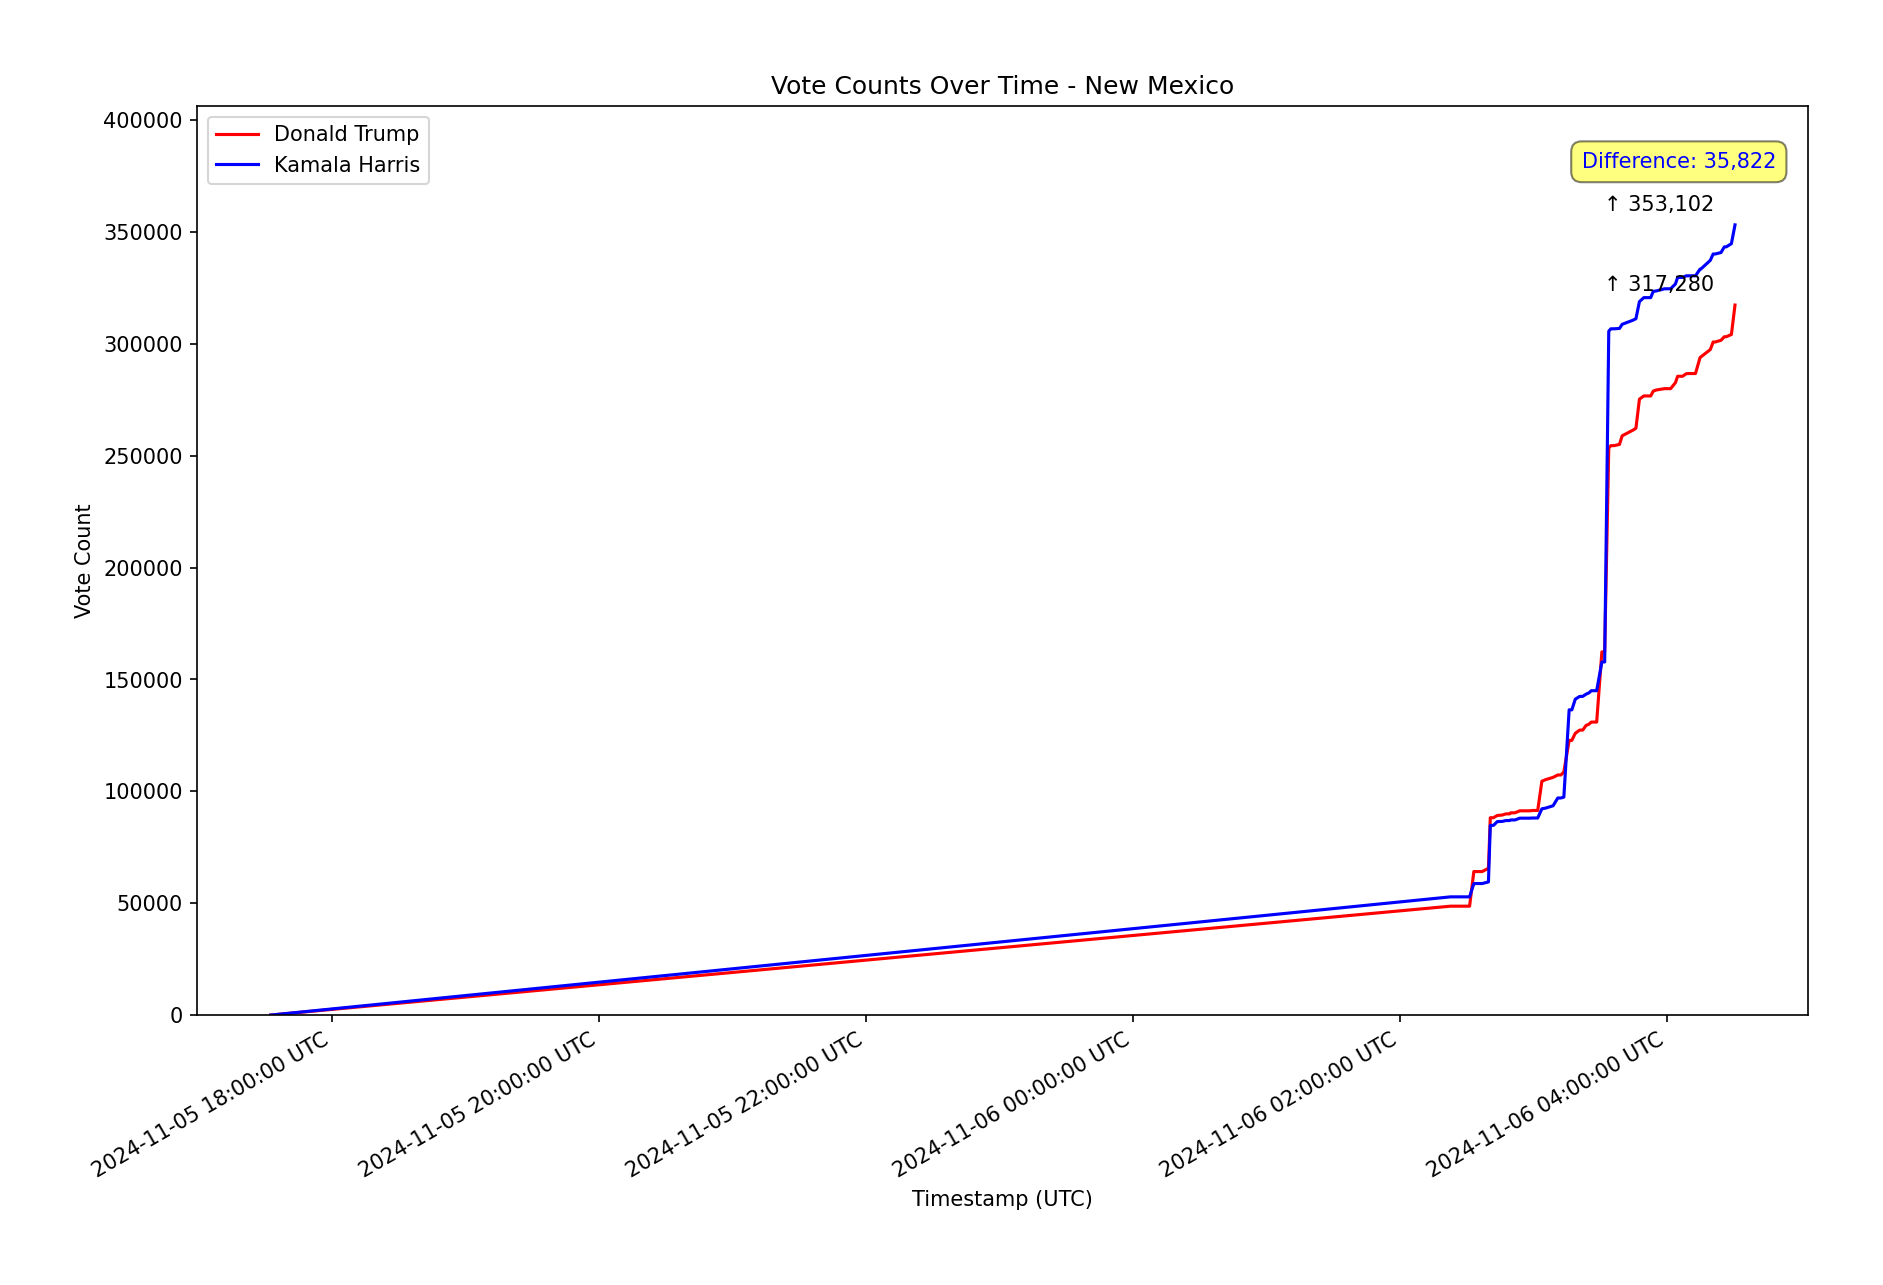 Vote Counts Over Time - New Mexico
Donald Trump
Kamala Harris
Difference: 35,822
↑ 353,102
↑ 317,280
Vote Count
400000
350000
300000
250000
200000
150000
100000
50000
0
2024-11-05 18:00:00 UTC
2024-11-05 20:00:00 UTC
2024-11-05 22:00:00 UTC
2024-11-06 00:00:00 UTC
2024-11-06 02:00:00 UTC
2024-11-06 04:00:00 UTC
Timestamp (UTC)